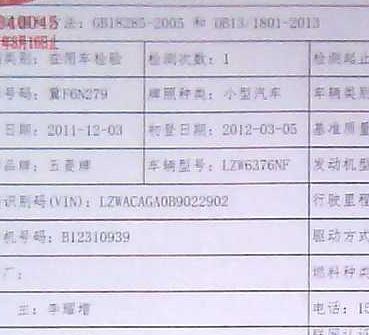 340045
年8月16日止
方法：GB18285-2005 和 DB13/1801-2013
类别：在用车检验 检测次数：1 检测起止
号码：冀F6N279 牌照种类：小型汽车 车辆类别
日期：2011-12-03 初登日期：2012-03-05 基准质量
品牌：五菱牌 车辆型号：LZW6376NF 发动机型
识别码(VIN)：LZWACAGA0B9022902 行驶里程
机号码：B12310939 驱动方式
厂： 燃料种类
主：李耀增 电话：15